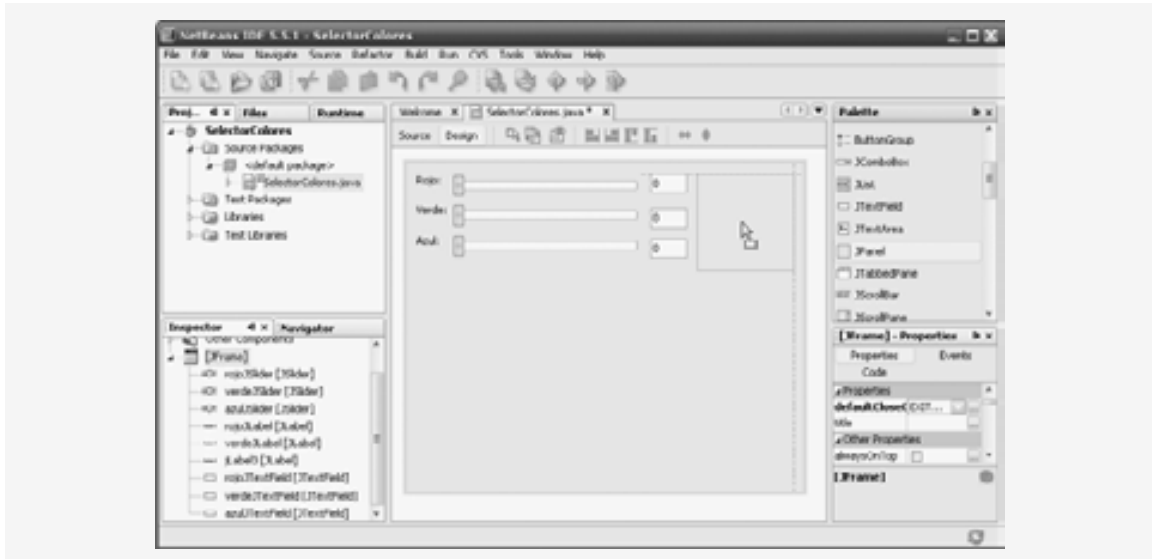 NetBeans IDE 5.5.1 - SelectorColores
File Edit View Navigate Source Refactor Build Run CVS Tools Window Help
Proj... Files Runtime
SelectorColores
Source Packages
<default package>
SelectorColores.java
Test Packages
Libraries
Test Libraries
Inspector Navigator
Other Components
[JFrame]
rojoJSlider [JSlider]
verdeJSlider [JSlider]
azulJSlider [JSlider]
rojoJLabel [JLabel]
verdeJLabel [JLabel]
jLabel3 [JLabel]
rojoJTextField [JTextField]
verdeJTextField [JTextField]
azulJTextField [JTextField]
Welcome X SelectorColores.java * X
Source Design
Rojo: 0
Verde: 0
Azul: 0
Palette
ButtonGroup
JComboBox
JList
JTextField
JTextArea
JPanel
JTabbedPane
JScrollBar
JScrollPane
[JFrame] - Properties
Properties Events
Code
Properties
defaultCloseO EXIT...
title
Other Properties
alwaysOnTop
[JFrame]